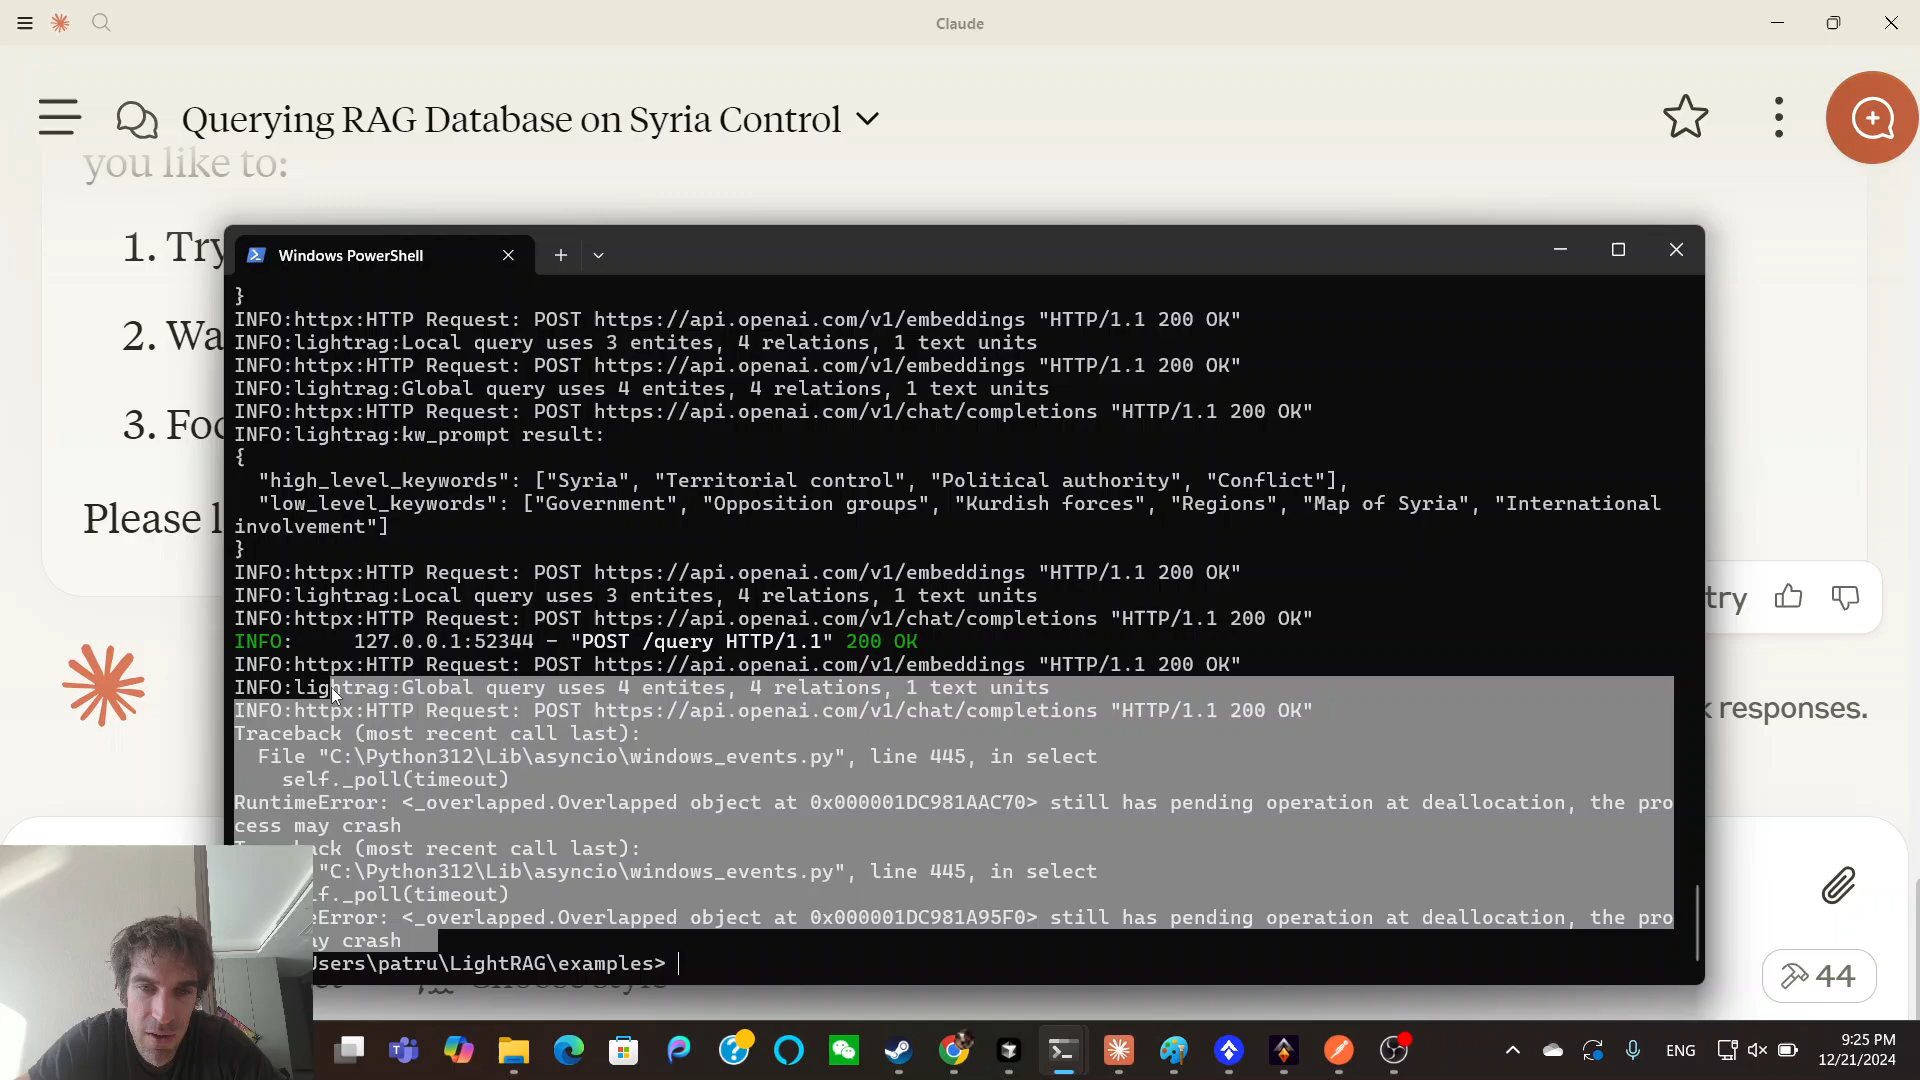 Claude
Querying RAG Database on Syria Control
you like to:
1. Try
2. Wa
3. Foc
Please l
Windows PowerShell
}
INFO:httpx:HTTP Request: POST https://api.openai.com/v1/embeddings "HTTP/1.1 200 OK"
INFO:lightrag:Local query uses 3 entites, 4 relations, 1 text units
INFO:httpx:HTTP Request: POST https://api.openai.com/v1/embeddings "HTTP/1.1 200 OK"
INFO:lightrag:Global query uses 4 entites, 4 relations, 1 text units
INFO:httpx:HTTP Request: POST https://api.openai.com/v1/chat/completions "HTTP/1.1 200 OK"
INFO:lightrag:kw_prompt result:
{
"high_level_keywords": ["Syria", "Territorial control", "Political authority", "Conflict"],
"low_level_keywords": ["Government", "Opposition groups", "Kurdish forces", "Regions", "Map of Syria", "International
involvement"]
}
INFO:httpx:HTTP Request: POST https://api.openai.com/v1/embeddings "HTTP/1.1 200 OK"
INFO:lightrag:Local query uses 3 entites, 4 relations, 1 text units
INFO:httpx:HTTP Request: POST https://api.openai.com/v1/chat/completions "HTTP/1.1 200 OK"
INFO: 127.0.0.1:52344 - "POST /query HTTP/1.1" 200 OK
INFO:httpx:HTTP Request: POST https://api.openai.com/v1/embeddings "HTTP/1.1 200 OK"
INFO:lightrag:Global query uses 4 entites, 4 relations, 1 text units
INFO:httpx:HTTP Request: POST https://api.openai.com/v1/chat/completions "HTTP/1.1 200 OK"
Traceback (most recent call last):
File "C:\Python312\Lib\asyncio\windows_events.py", line 445, in select
self._poll(timeout)
RuntimeError: <_overlapped.Overlapped object at 0x000001DC981AAC70> still has pending operation at deallocation, the pro
cess may crash
ck (most recent call last):
"C:\Python312\Lib\asyncio\windows_events.py", line 445, in select
lf._poll(timeout)
eError: <_overlapped.Overlapped object at 0x000001DC981A95F0> still has pending operation at deallocation, the pro
ay crash
Jsers\patru\LightRAG\examples>
try
k responses.
44
ENG
9:25 PM
12/21/2024